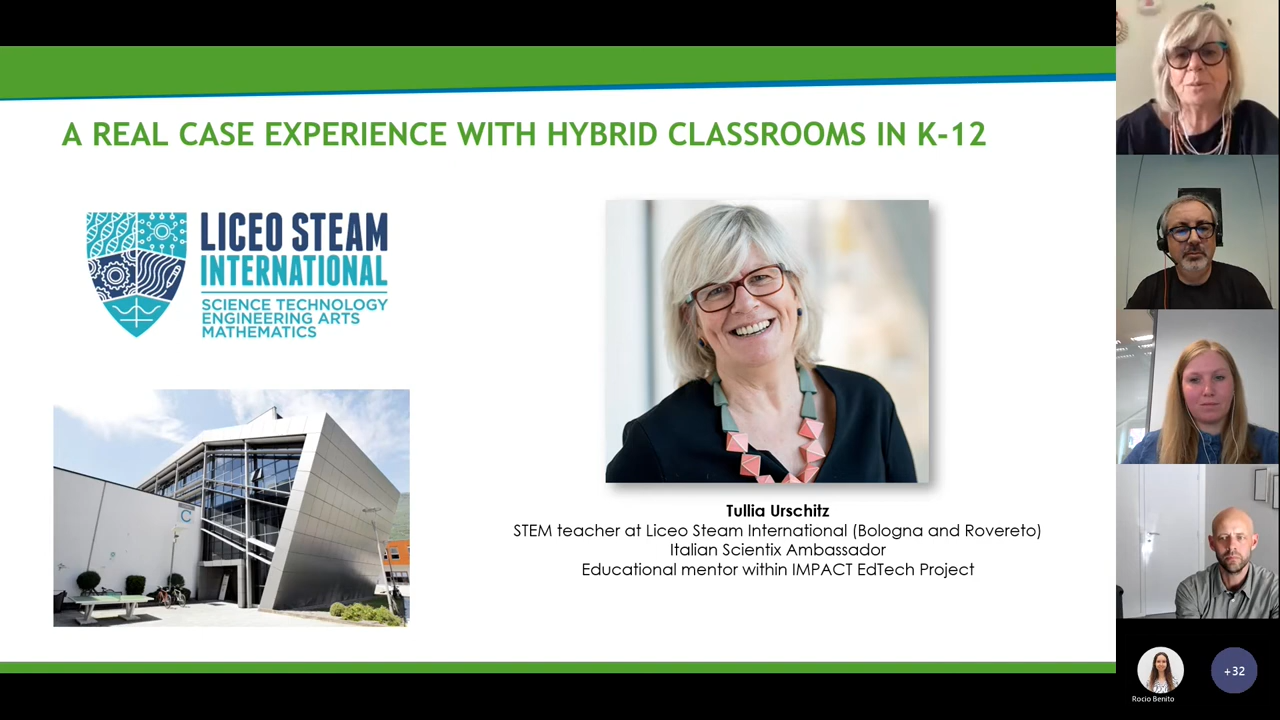 A REAL CASE EXPERIENCE WITH HYBRID CLASSROOMS IN K-12
LICEO STEAM
INTERNATIONAL
SCIENCE TECHNOLOGY
ENGINEERING ARTS
MATHEMATICS
C
Tullia Urschitz
STEM teacher at Liceo Steam International (Bologna and Rovereto)
Italian Scientix Ambassador
Educational mentor within IMPACT EdTech Project
Rocio Benito
+32